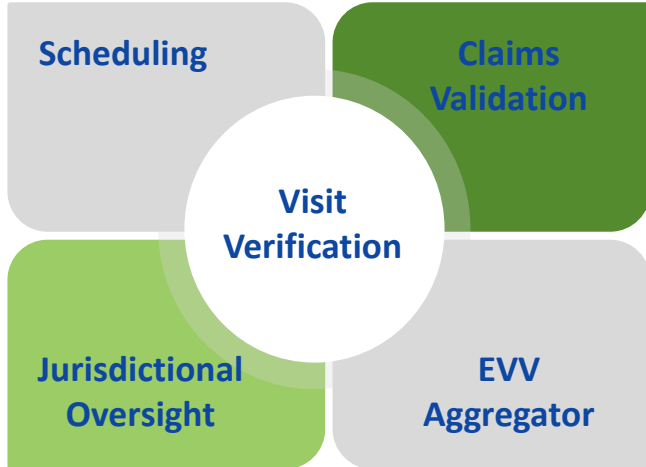 Scheduling
Claims
Validation
Visit
Verification
Jurisdictional
Oversight
EVV
Aggregator